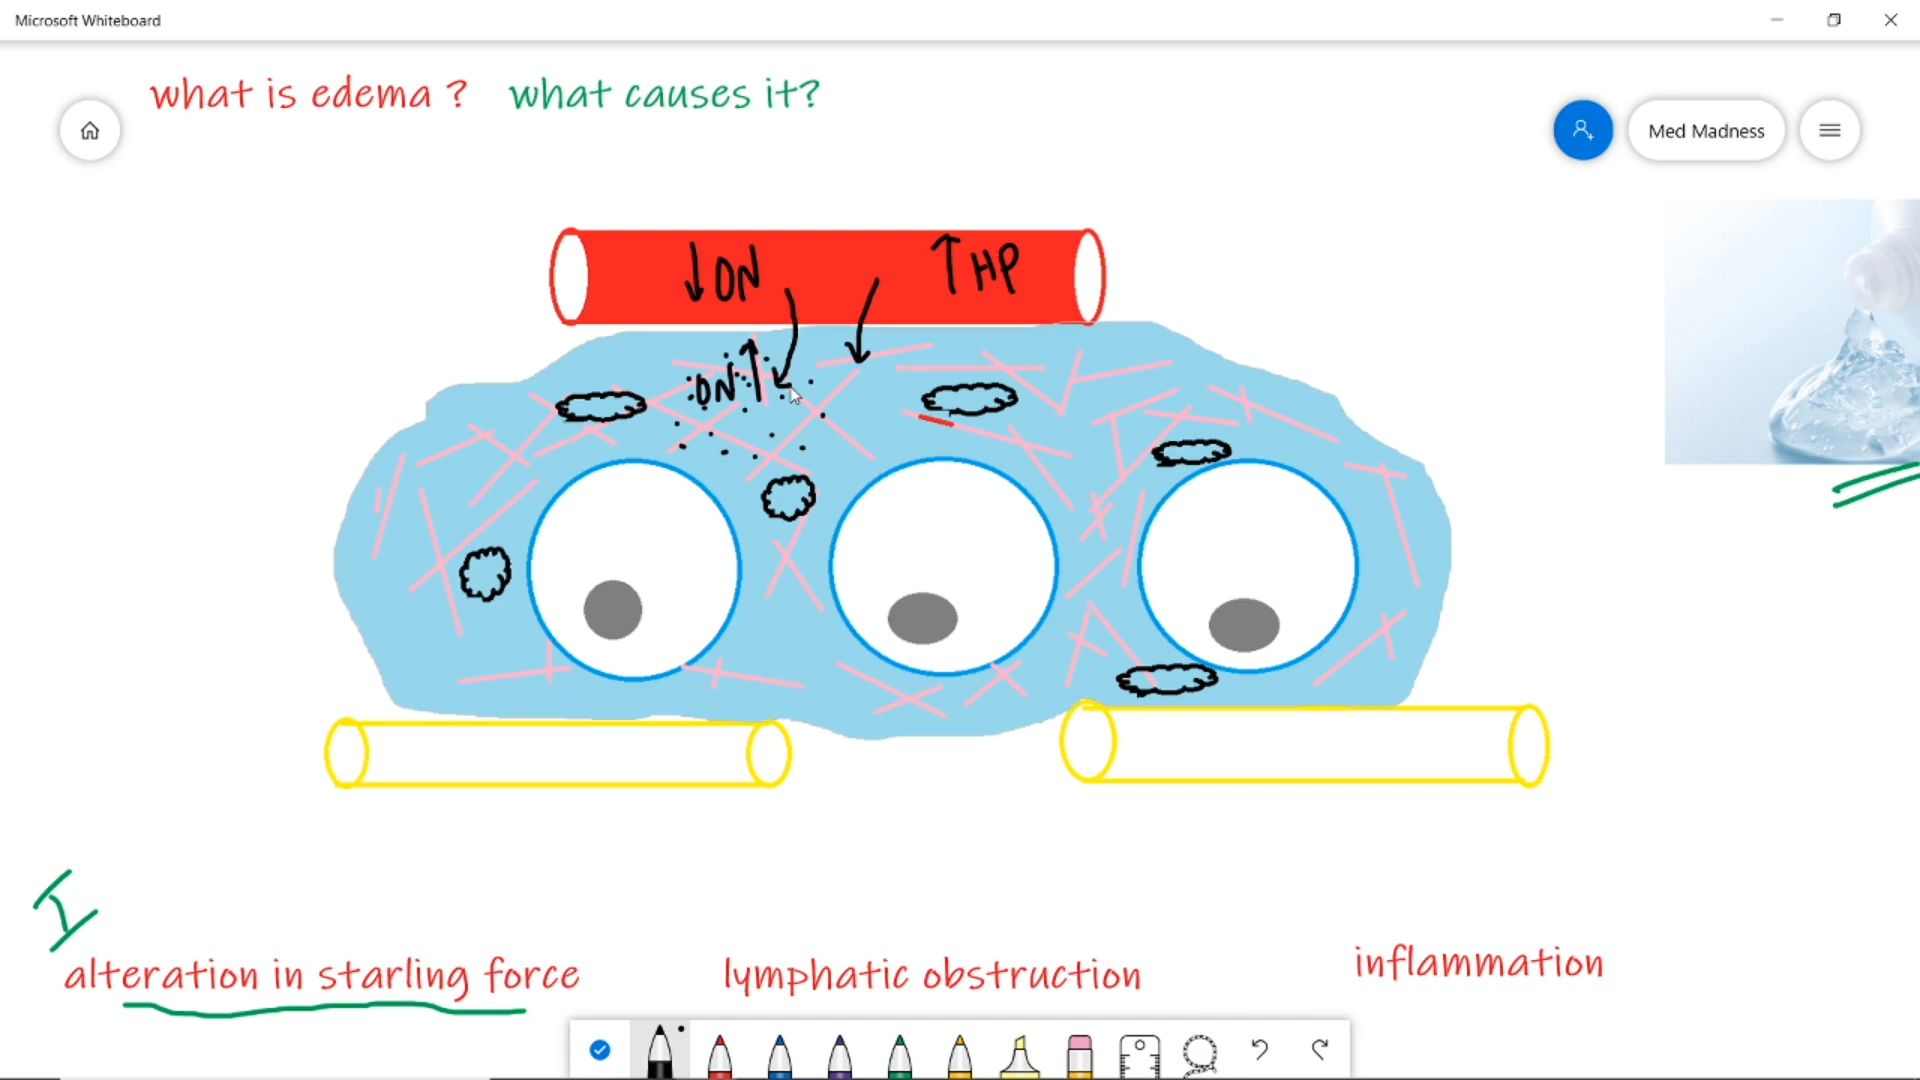 Microsoft Whiteboard
what is edema ? what causes it?
Med Madness
↓ON ↑HP
ON↑
I
alteration in starling force
lymphatic obstruction
inflammation